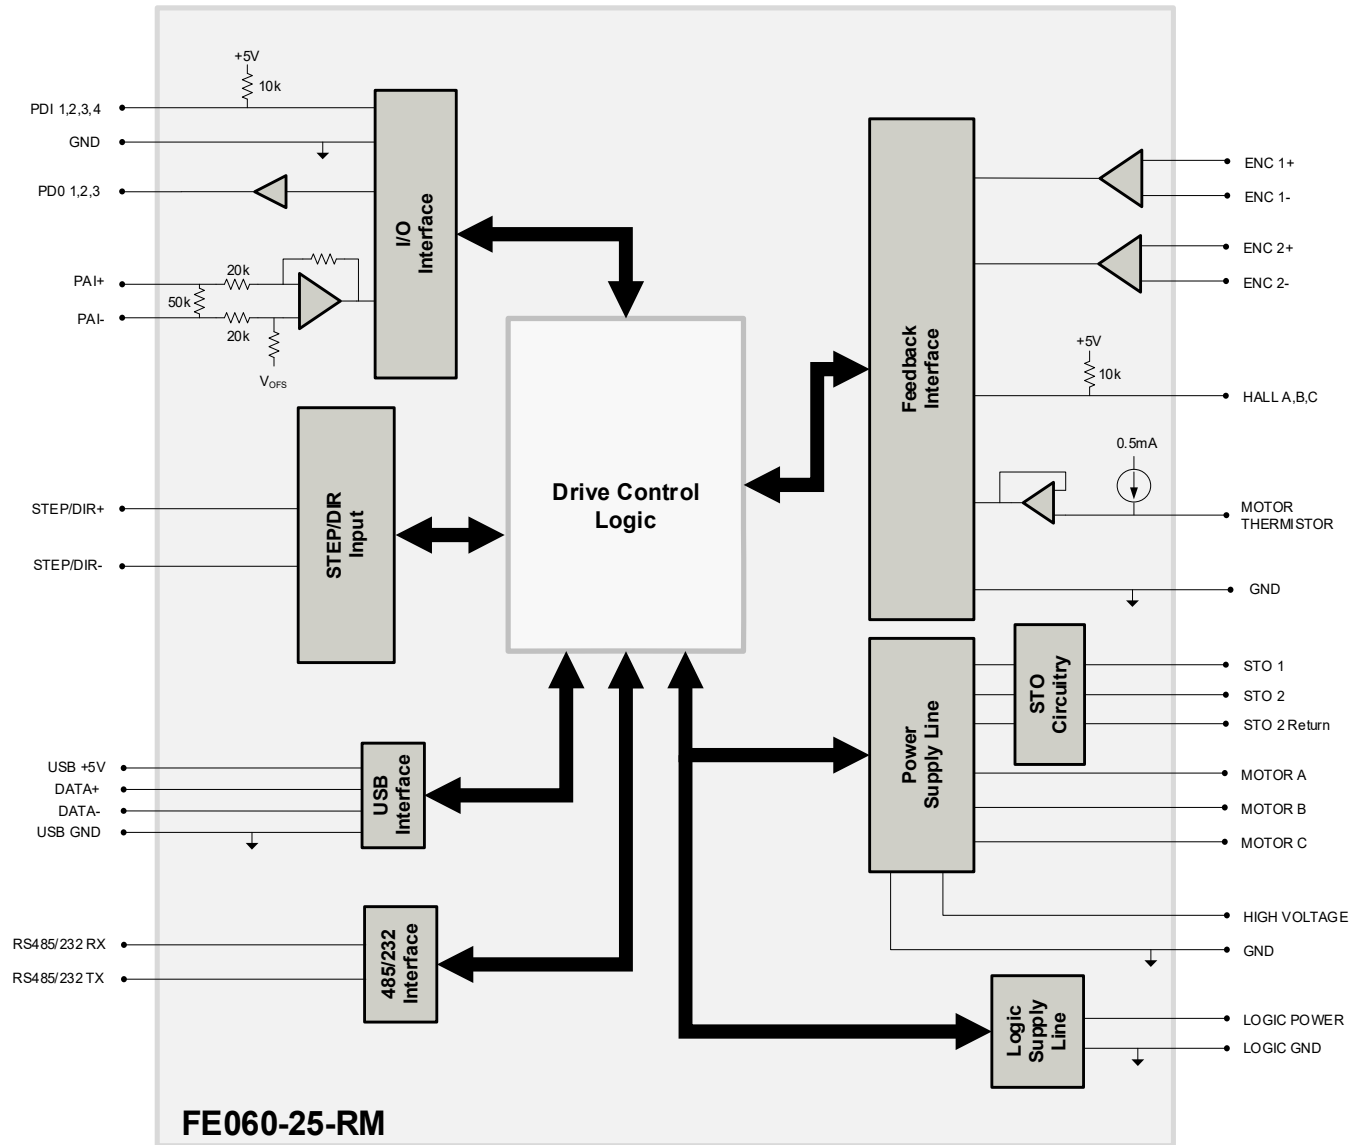 +5V
10k
PDI 1,2,3,4
GND
PD0 1,2,3
I/O
Interface
PAI+
20k
50k
PAI-
20k
VOFS
STEP/DIR+
STEP/DIR-
STEP/DIR
Input
Drive Control
Logic
USB +5V
DATA+
DATA-
USB GND
USB
Interface
RS485/232 RX
RS485/232 TX
485/232
Interface
Feedback
Interface
ENC 1+
ENC 1-
ENC 2+
ENC 2-
+5V
10k
HALL A,B,C
0.5mA
MOTOR
THERMISTOR
GND
Power
Supply Line
STO
Circuitry
STO 1
STO 2
STO 2 Return
MOTOR A
MOTOR B
MOTOR C
HIGH VOLTAGE
GND
Logic
Supply
Line
LOGIC POWER
LOGIC GND
FE060-25-RM